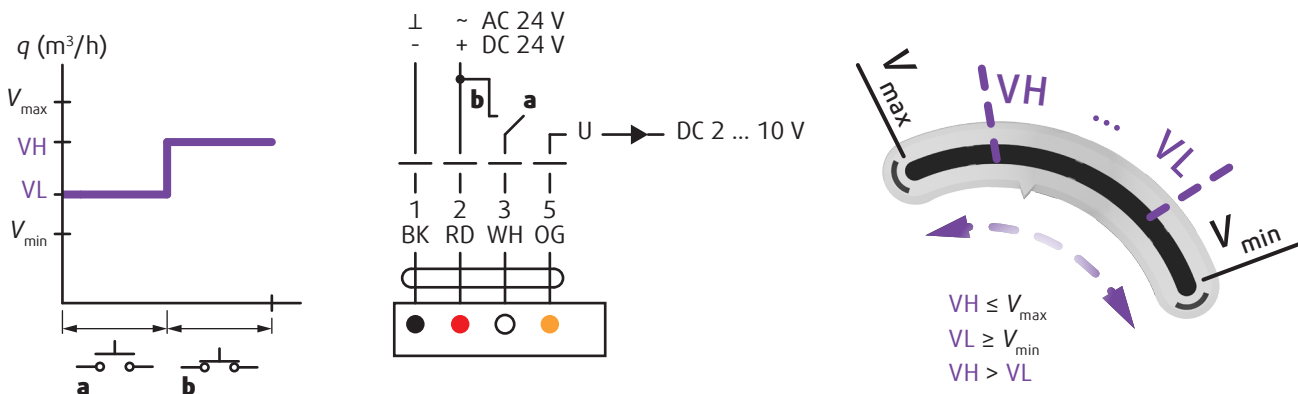 q (m³/h)
Vmax
VH
VL
Vmin
a
b
⊥ ~ AC 24 V
- + DC 24 V
b a
U DC 2 ... 10 V
1 2 3 5
BK RD WH OG
Vmax
VH
...
VL
Vmin
VH ≤ Vmax
VL ≥ Vmin
VH > VL